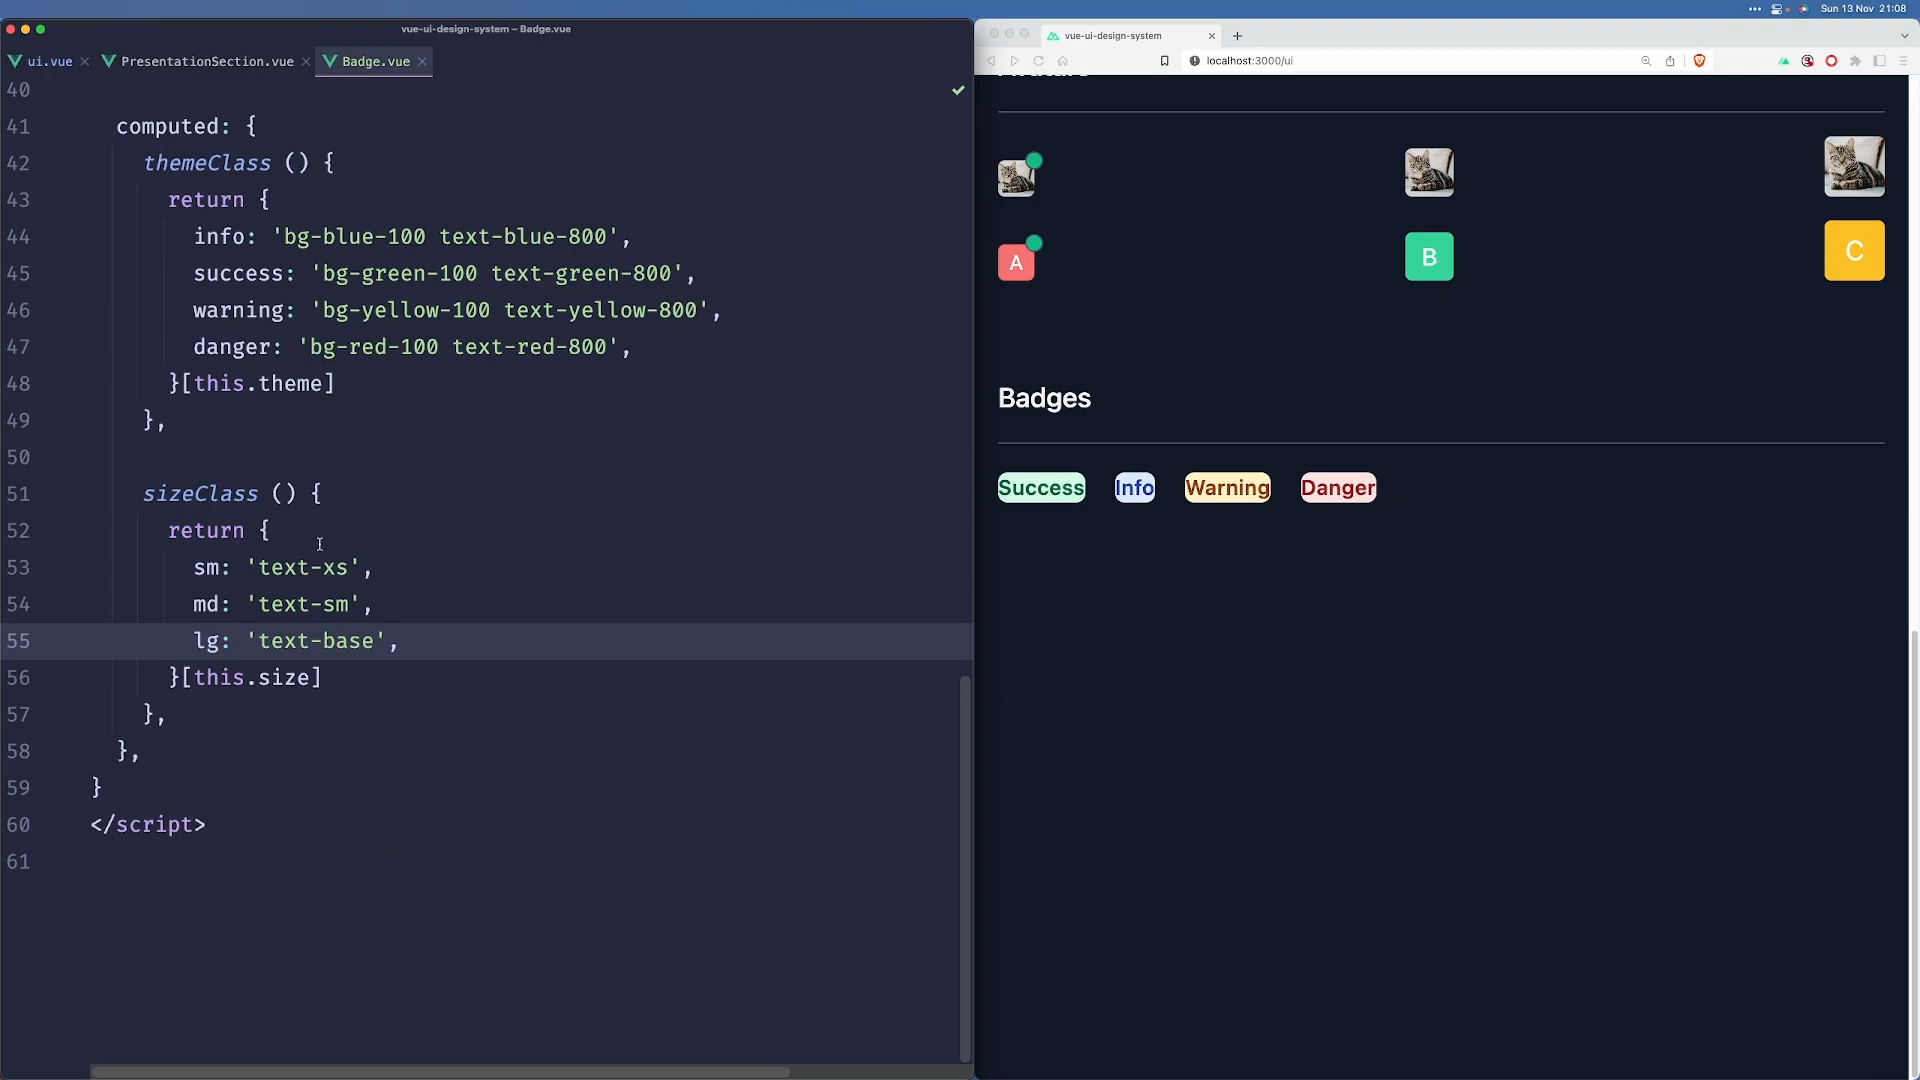 Sun 13 Nov 21:08
vue-ui-design-system – Badge.vue
ui.vue
PresentationSection.vue
Badge.vue
40
41 computed: {
42 themeClass () {
43 return {
44 info: 'bg-blue-100 text-blue-800',
45 success: 'bg-green-100 text-green-800',
46 warning: 'bg-yellow-100 text-yellow-800',
47 danger: 'bg-red-100 text-red-800',
48 }[this.theme]
49 },
50
51 sizeClass () {
52 return {
53 sm: 'text-xs',
54 md: 'text-sm',
55 lg: 'text-base',
56 }[this.size]
57 },
58 },
59 }
60 </script>
61
vue-ui-design-system
localhost:3000/ui
A
B
C
Badges
Success
Info
Warning
Danger